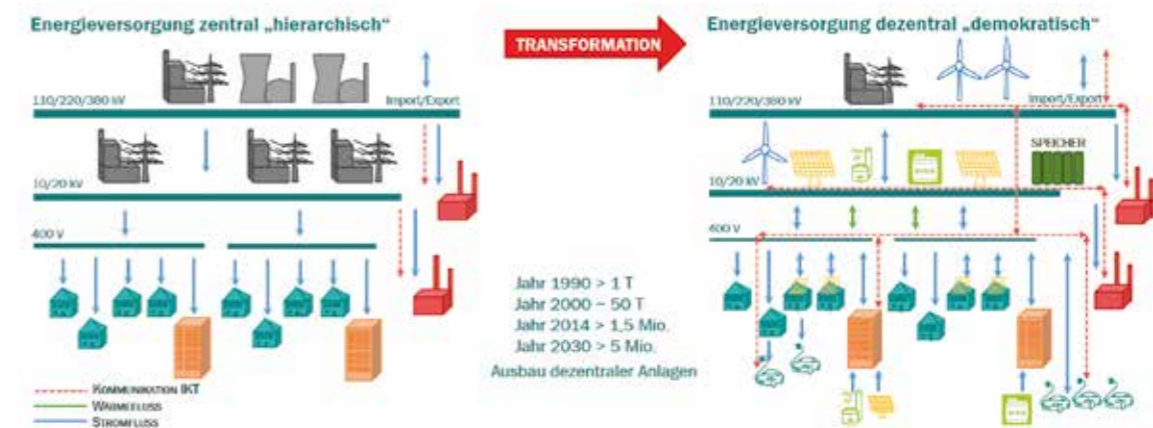 Energieversorgung zentral „hierarchisch“
110/220/380 kV
Import/Export
10/20 kV
400 V
KOMMUNIKATION IKT
WÄRMEFLUSS
STROMFLUSS
TRANSFORMATION
Jahr 1990 > 1 T
Jahr 2000 ~ 50 T
Jahr 2014 > 1,5 Mio.
Jahr 2030 > 5 Mio.
Ausbau dezentraler Anlagen
Energieversorgung dezentral „demokratisch“
110/220/380 kV
Import/Export
SPEICHER
10/20 kV
400 V